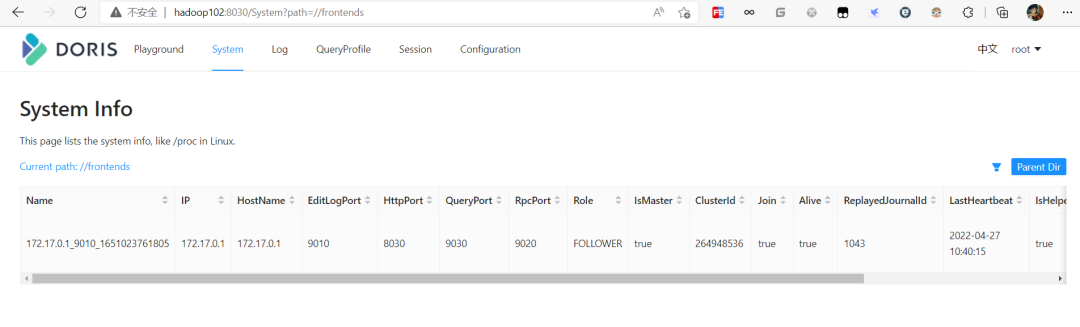 不安全 | hadoop102:8030/System?path=//frontends
DORIS Playground System Log QueryProfile Session Configuration 中文 root
System Info
This page lists the system info, like /proc in Linux.
Current path: //frontends Parent Dir
Name IP HostName EditLogPort HttpPort QueryPort RpcPort Role IsMaster ClusterId Join Alive ReplayedJournalId LastHeartbeat IsHelpe
172.17.0.1_9010_1651023761805 172.17.0.1 172.17.0.1 9010 8030 9030 9020 FOLLOWER true 264948536 true true 1043 2022-04-27 true
10:40:15